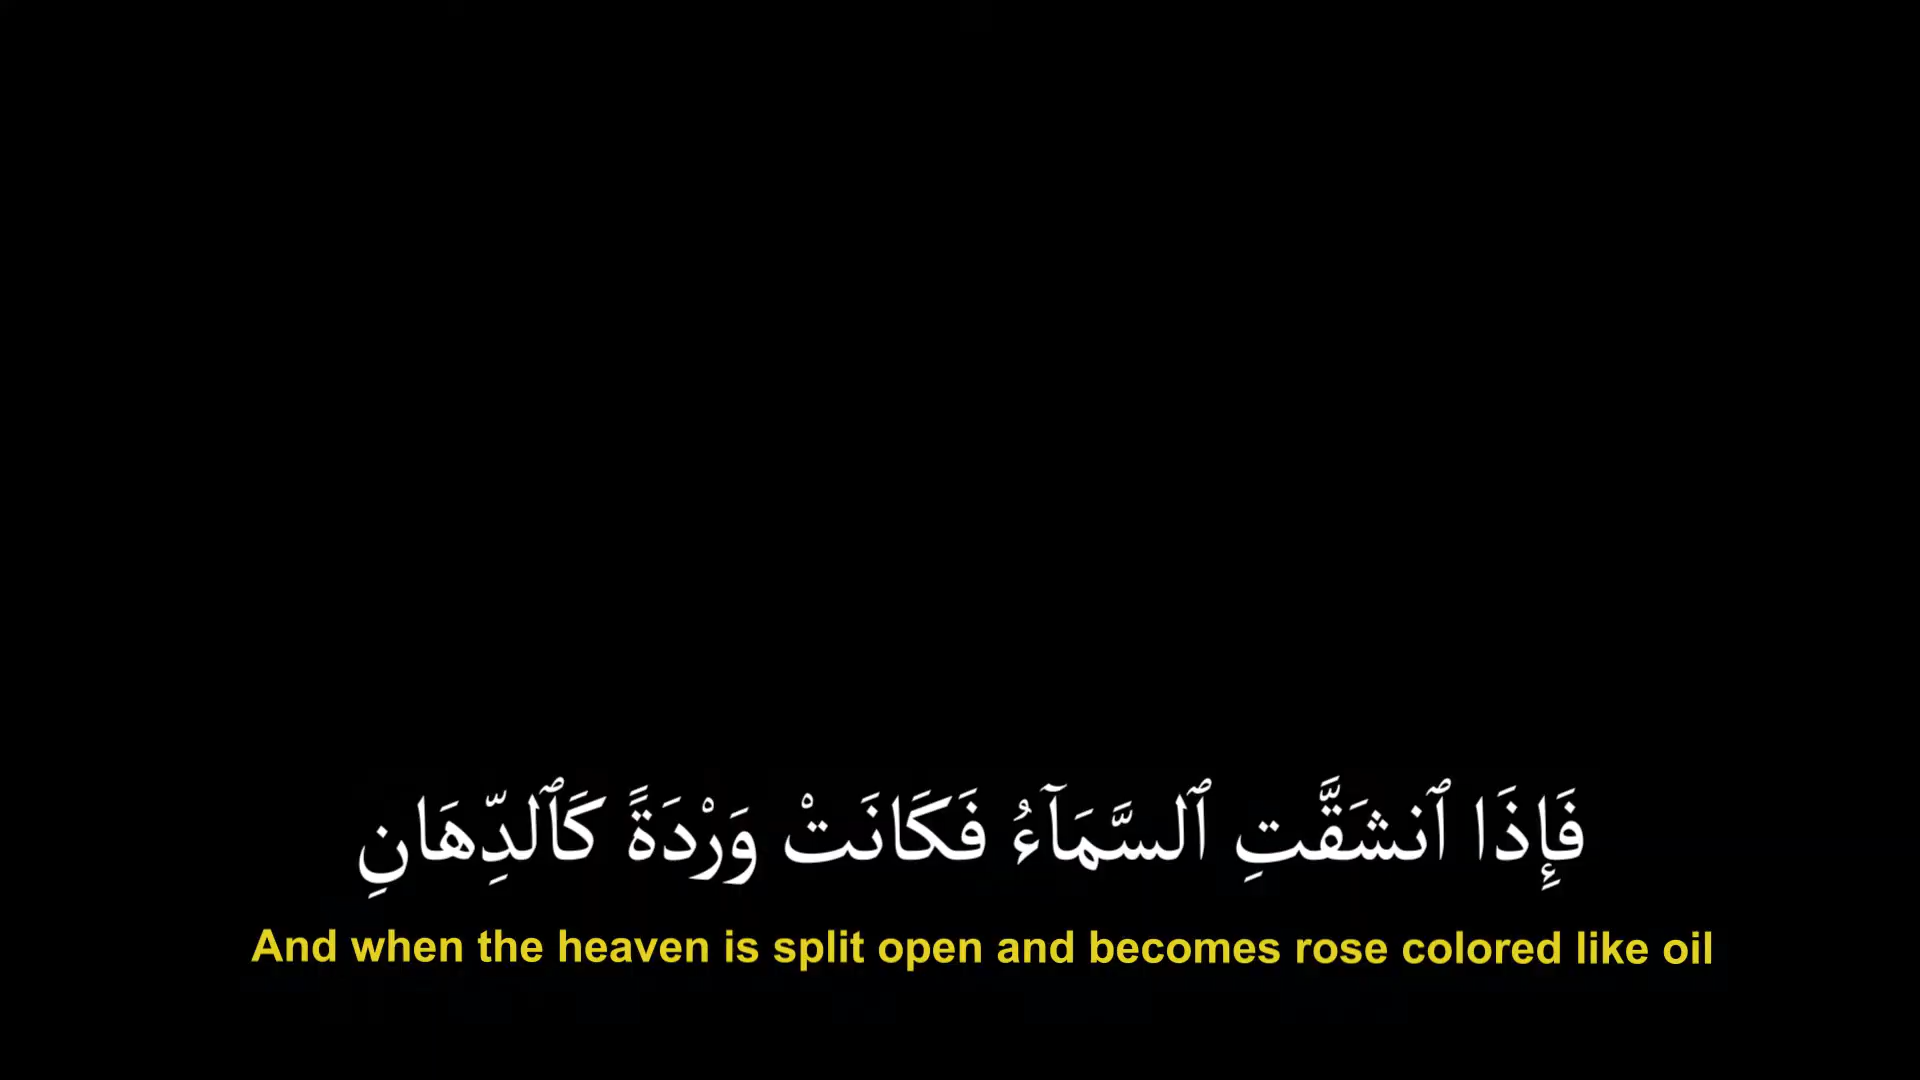 فَإِذَا ٱنشَقَّتِ ٱلسَّمَآءُ فَكَانَتْ وَرْدَةً كَٱلدِّهَانِ
And when the heaven is split open and becomes rose colored like oil